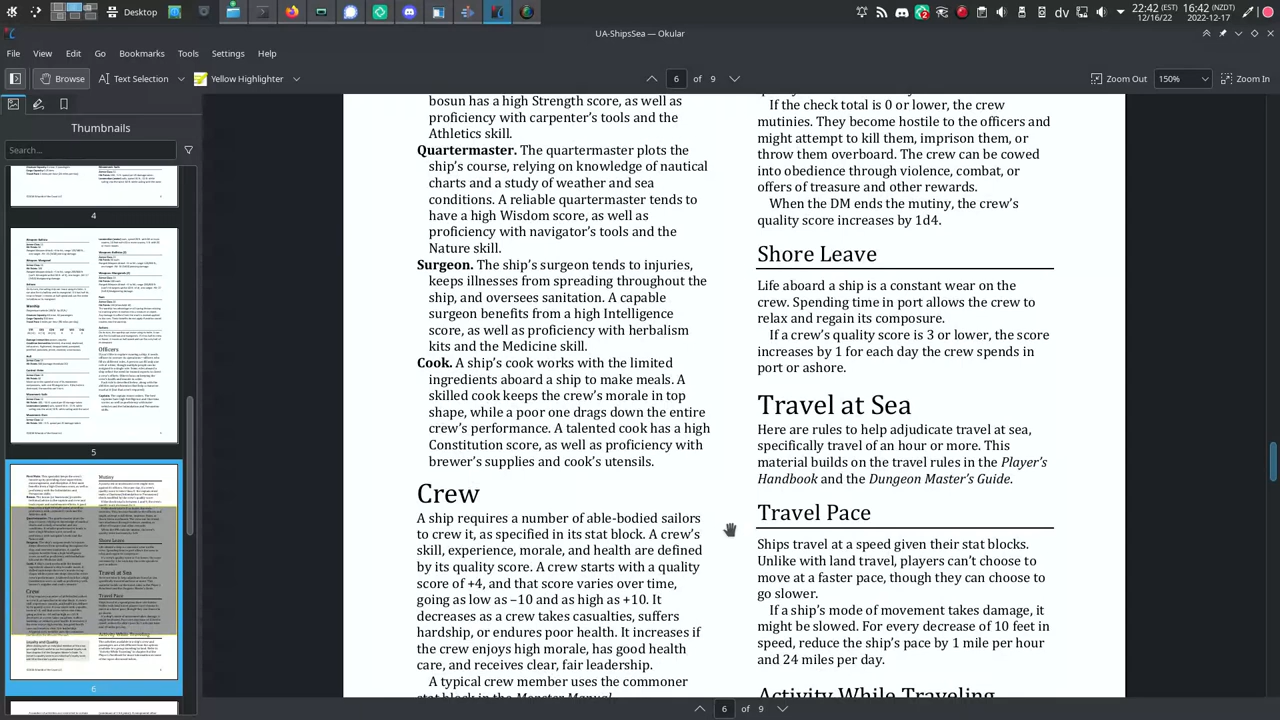 Desktop
dv
22:42 (EST)
12/16/22
16:42 (NZDT)
2022-12-17
UA-ShipsSea — Okular
File
View
Edit
Go
Bookmarks
Tools
Settings
Help
Browse
Text Selection
Yellow Highlighter
6 of 9
Zoom Out
150%
Zoom In
Thumbnails
Search...
4
5
6
bosun has a high Strength score, as well as
proficiency with carpenter's tools and the
Athletics skill.
Quartermaster. The quartermaster plots the
ship's course, relying on knowledge of nautical
charts and a study of weather and sea
conditions. A reliable quartermaster tends to
have a high Wisdom score, as well as
proficiency with navigator's tools and the
Nature skill.
Surgeon. The ship's surgeon tends to injuries,
keeps illnesses from spreading throughout the
ship, and oversees sanitation. A capable
surgeon benefits from a high Intelligence
score, as well as proficiency with herbalism
kits and the Medicine skill.
Cook. A ship's cook works with the limited
ingredients aboard a ship to make meals. A
skilled cook keeps the crew's morale in top
shape, while a poor one drags down the entire
crew's performance. A talented cook has a high
Constitution score, as well as proficiency with
brewer's supplies and cook's utensils.
Crew
A ship requires a number of able-bodied sailors
to crew it, as specified in its stat block. A crew's
skill, experience, morale, and health are defined
by its quality score. A crew starts with a quality
score of +4, and that score varies over time,
going as low as −10 and as high as +10. It
decreases as a crew takes casualties, suffers
hardship, or endures poor health. It increases if
the crew enjoys high morale, has good health
care, and receives clear, fair leadership.
A typical crew member uses the commoner
stat block in the Monster Manual.
If the check total is 0 or lower, the crew
mutinies. They become hostile to the officers and
might attempt to kill them, imprison them, or
throw them overboard. The crew can be cowed
into obedience through violence, combat, or
offers of treasure and other rewards.
When the DM ends the mutiny, the crew's
quality score increases by 1d4.
Shore Leave
Life aboard a ship is a constant wear on the
crew. Spending time in port allows the crew to
relax and regain its composure.
If a crew's quality score is 3 or lower, the score
increases by 1 for each day the crew spends in
port or ashore.
Travel at Sea
Here are rules to help adjudicate travel at sea,
specifically travel of an hour or more. This
material builds on the travel rules in the Player's
Handbook and the Dungeon Master's Guide.
Travel Pace
Ships travel at a speed given in their stat blocks.
Unlike with land travel, players can't choose to
move at a faster pace, though they can choose to
go slower.
If a ship's mode of movement take damage, it
might be slowed. For every decrease of 10 feet in
speed, reduce the ship's pace by 1 mile per hour
and 24 miles per day.
Activity While Traveling
6 of 9